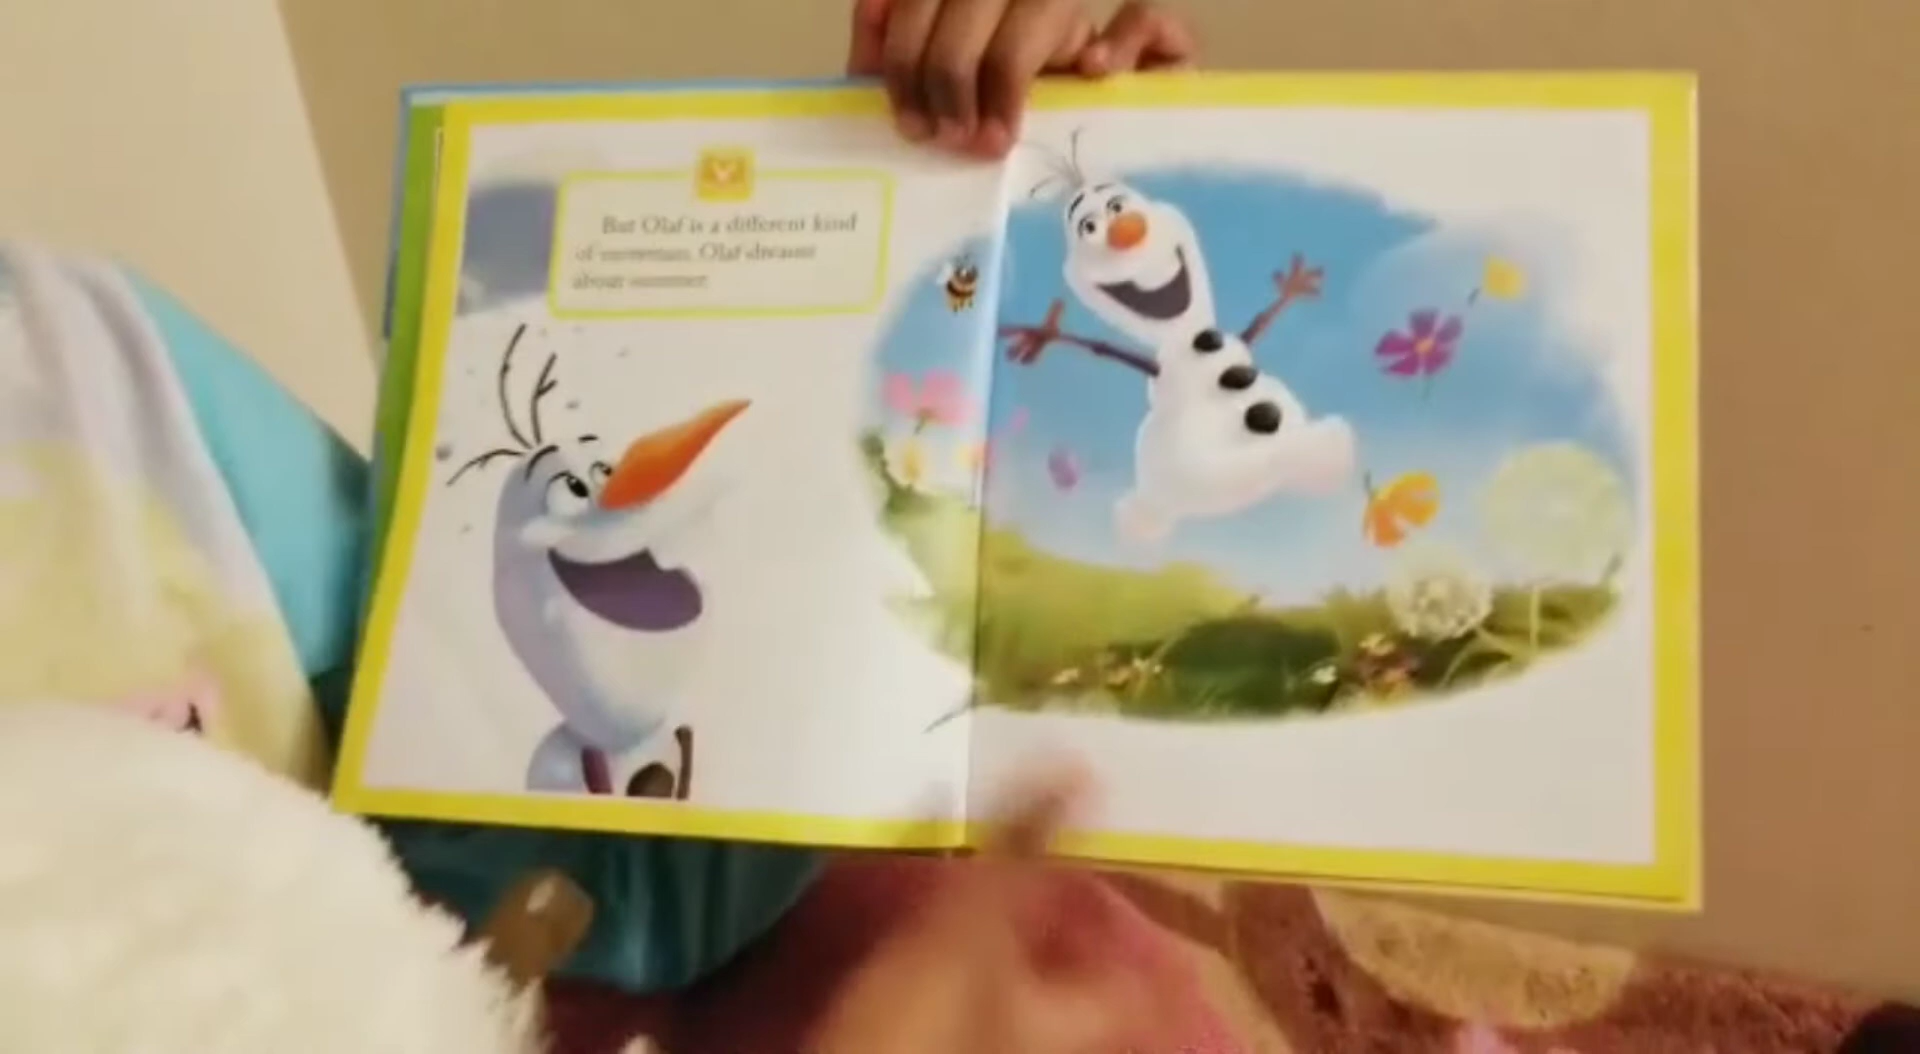 But Olaf is a different kind
of snowman. Olaf dreams
about summer.